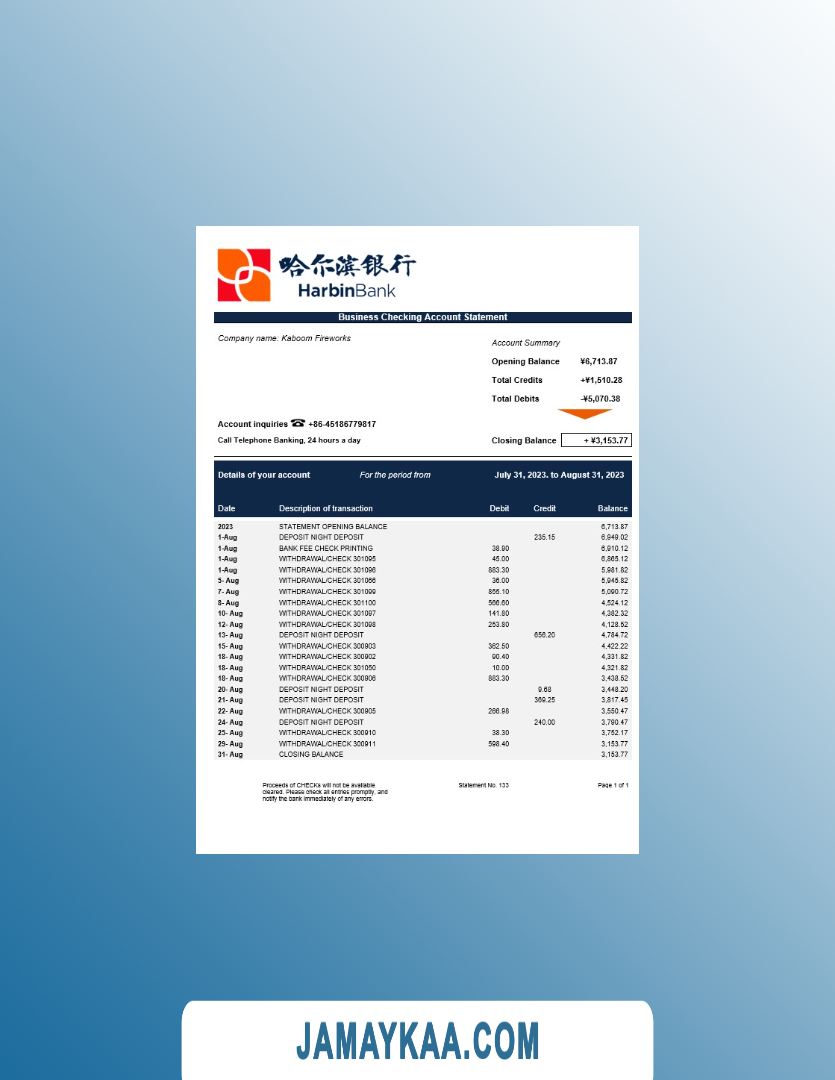 哈尔滨银行
HarbinBank
Business Checking Account Statement
Company name: Kaboom Fireworks
Account Summary
Opening Balance ¥6,713.87
Total Credits +¥1,510.28
Total Debits -¥5,070.38
Account inquiries ☎ +86-45186779817
Call Telephone Banking, 24 hours a day
Closing Balance + ¥3,153.77
Details of your account For the period from July 31, 2023. to August 31, 2023
Date Description of transaction Debit Credit Balance
2023 STATEMENT OPENING BALANCE 6,713.87
1-Aug DEPOSIT NIGHT DEPOSIT 235.15 6,949.02
1-Aug BANK FEE CHECK PRINTING 38.90 6,910.12
1-Aug WITHDRAWAL/CHECK 301095 45.00 6,865.12
1-Aug WITHDRAWAL/CHECK 301096 883.30 5,981.82
5- Aug WITHDRAWAL/CHECK 301066 36.00 5,945.82
7- Aug WITHDRAWAL/CHECK 301099 855.10 5,090.72
8- Aug WITHDRAWAL/CHECK 301100 566.60 4,524.12
10- Aug WITHDRAWAL/CHECK 301097 141.80 4,382.32
12- Aug WITHDRAWAL/CHECK 301098 253.80 4,128.52
13- Aug DEPOSIT NIGHT DEPOSIT 656.20 4,784.72
15- Aug WITHDRAWAL/CHECK 300903 362.50 4,422.22
18- Aug WITHDRAWAL/CHECK 300902 90.40 4,331.82
18- Aug WITHDRAWAL/CHECK 301050 10.00 4,321.82
18- Aug WITHDRAWAL/CHECK 300906 883.30 3,438.52
20- Aug DEPOSIT NIGHT DEPOSIT 9.68 3,448.20
21- Aug DEPOSIT NIGHT DEPOSIT 369.25 3,817.45
22- Aug WITHDRAWAL/CHECK 300905 266.98 3,550.47
24- Aug DEPOSIT NIGHT DEPOSIT 240.00 3,790.47
25- Aug WITHDRAWAL/CHECK 300910 38.30 3,752.17
29- Aug WITHDRAWAL/CHECK 300911 598.40 3,153.77
31- Aug CLOSING BALANCE 3,153.77
Proceeds of CHECKs will not be available
cleared. Please check all entries promptly, and
notify the bank immediately of any errors.
Statement No. 133
Page 1 of 1
JAMAYKAA.COM